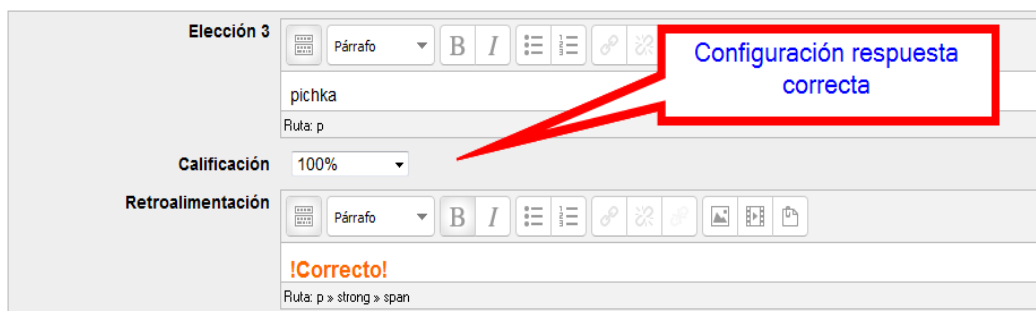 Elección 3
Párrafo
B I
Configuración respuesta
correcta
pichka
Ruta: p
Calificación
100%
Retroalimentación
Párrafo
B I
!Correcto!
Ruta: p » strong » span